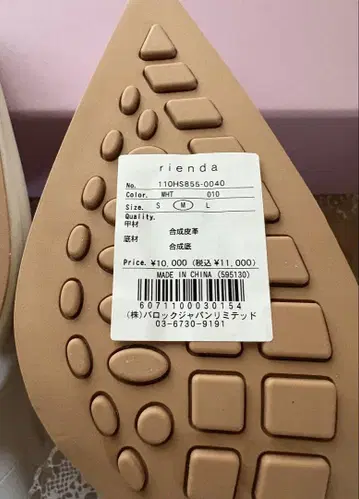 rienda
No. 110HS855-0040
Color. WHT 010
Size. S M L
Quality.
甲材 合成皮革
底材 合成底
Price. ¥10,000 (税込 ¥11,000)
MADE IN CHINA (595130)
6071100030154
(株)バロックジャパンリミテッド
03-6730-9191